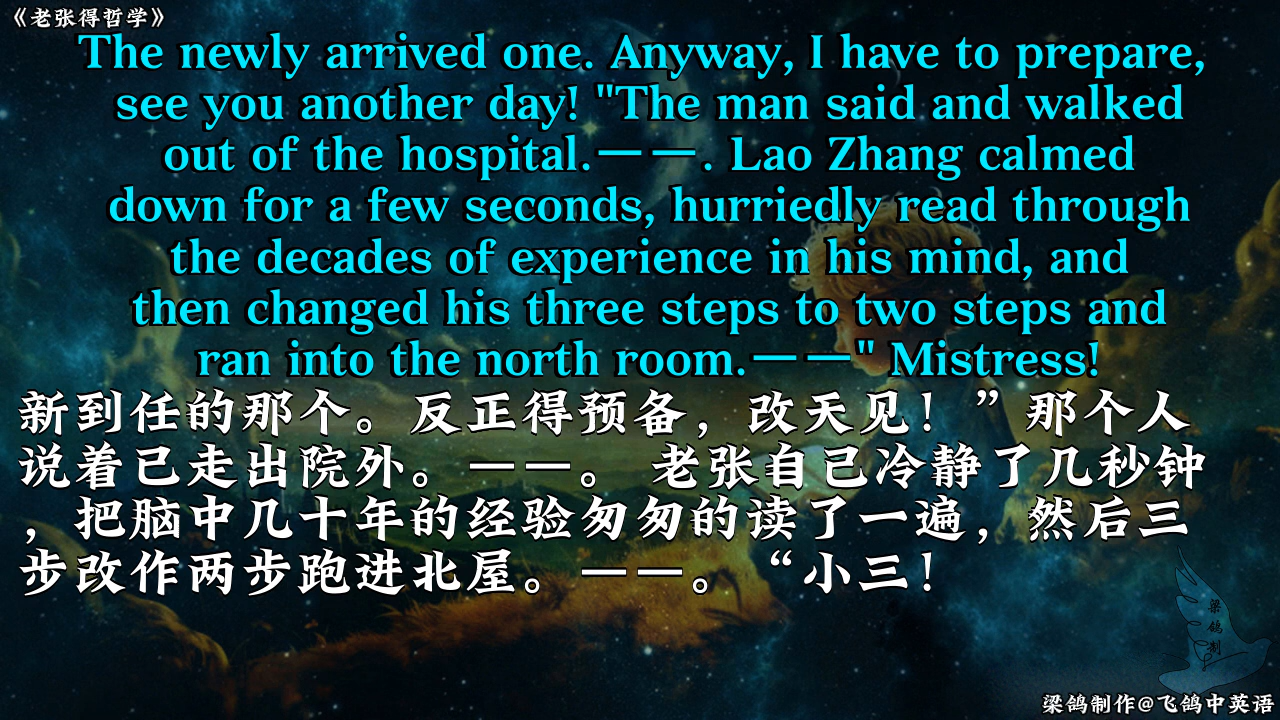 《老张得哲学》
The newly arrived one. Anyway, I have to prepare,
see you another day! "The man said and walked
out of the hospital.——. Lao Zhang calmed
down for a few seconds, hurriedly read through
the decades of experience in his mind, and
then changed his three steps to two steps and
ran into the north room.——" Mistress!
新到任的那个。反正得预备，改天见！”那个人
说着已走出院外。——。 老张自己冷静了几秒钟
，把脑中几十年的经验匆匆的读了一遍，然后三
步改作两步跑进北屋。——。“小三！
梁鸽制
梁鸽制作@飞鸽中英语